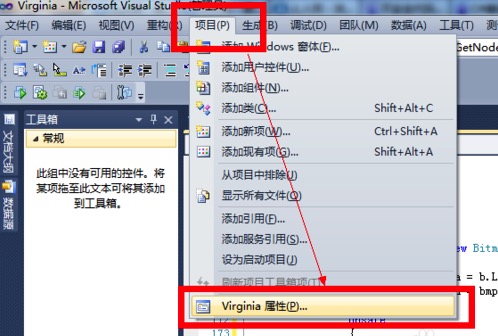 Virginia - Microsoft Visual Studio
文件(F) 编辑(E) 视图(V) 重构(R) 项目(P) 生成(B) 调试(D) 团队(M) 数据(A) 工具(T) 测
添加 Windows 窗体(F)...
GetNode
添加用户控件(U)...
添加组件(N)...
添加类(C)... Shift+Alt+C
添加新项(W)... Ctrl+Shift+A
添加现有项(G)... Shift+Alt+A
从项目中排除(J)
显示所有文件(O)
添加引用(F)...
添加服务引用(S)...
设为启动项目(J)
刷新项目工具箱项(T)
Virginia 属性(P)...
工具箱
常规
此组中没有可用的控件。将
某项拖至此文本可将其添
加到工具箱。
文档大纲
数据源
ew Bitm
a = b.L
= bmp
172 unsafe
173 {